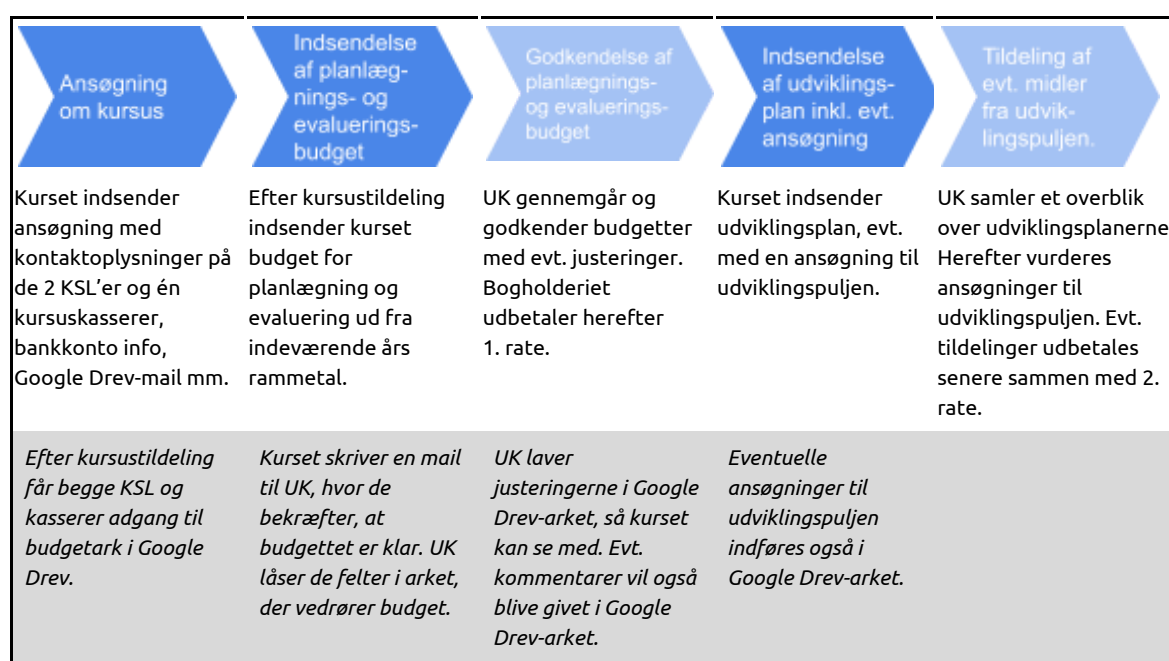 Ansøgning
om kursus
Indsendelse
af planlæg-
nings- og
evaluerings-
budget
Godkendelse af
planlægnings-
og evaluerings-
budget
Indsendelse
af udviklings-
plan inkl. evt.
ansøgning
Tildeling af
evt. midler
fra udvik-
lingspuljen.
Kurset indsender
ansøgning med
kontaktoplysninger på
de 2 KSL’er og én
kursuskasserer,
bankkonto info,
Google Drev-mail mm.
Efter kursustildeling
indsender kurset
budget for
planlægning og
evaluering ud fra
indeværende års
rammetal.
UK gennemgår og
godkender budgetter
med evt. justeringer.
Bogholderiet
udbetaler herefter
1. rate.
Kurset indsender
udviklingsplan, evt.
med en ansøgning til
udviklingspuljen.
UK samler et overblik
over udviklingsplanerne
Herefter vurderes
ansøgninger til
udviklingspuljen. Evt.
tildelinger udbetales
senere sammen med 2.
rate.
Efter kursustildeling
får begge KSL og
kasserer adgang til
budgetark i Google
Drev.
Kurset skriver en mail
til UK, hvor de
bekræfter, at
budgettet er klar. UK
låser de felter i arket,
der vedrører budget.
UK laver
justeringerne i Google
Drev-arket, så kurset
kan se med. Evt.
kommentarer vil også
blive givet i Google
Drev-arket.
Eventuelle
ansøgninger til
udviklingspuljen
indføres også i
Google Drev-arket.